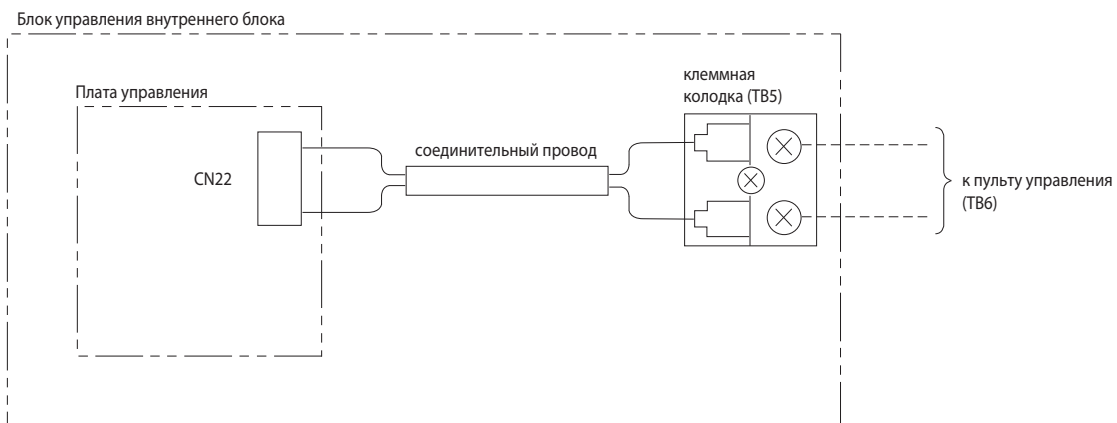 Блок управления внутреннего блока
Плата управления
CN22
соединительный провод
клеммная
колодка (TB5)
к пульту управления
(TB6)